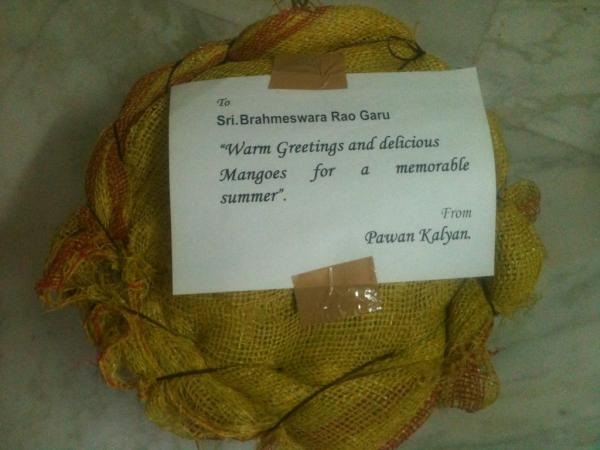 To
Sri.Brahmeswara Rao Garu
"Warm Greetings and delicious
Mangoes for a memorable
summer".
From
Pawan Kalyan.